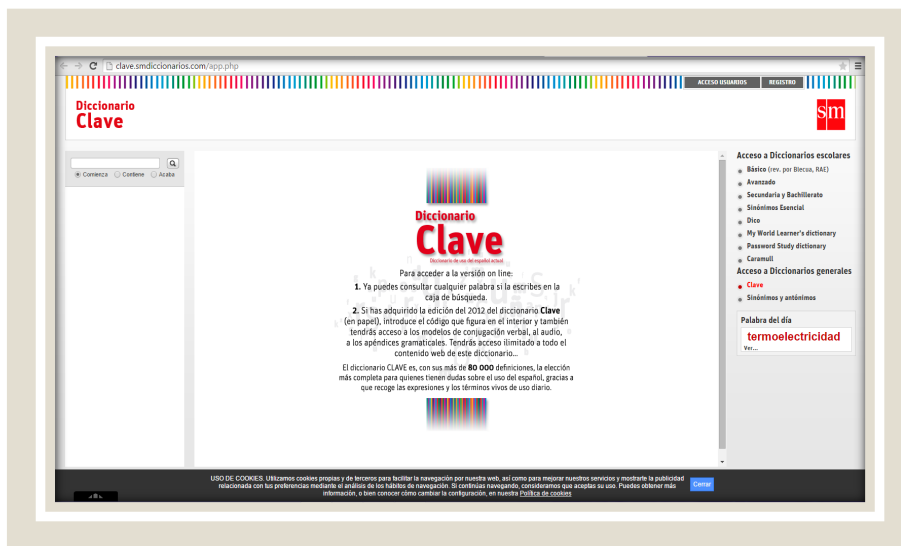 clave.smdiccionarios.com/app.php
ACCESO USUARIOS
REGISTRO
Diccionario
Clave
sm
Comienza
Contiene
Acaba
Diccionario
Clave
Diccionario de uso del español actual
Para acceder a la versión on line:
1. Ya puedes consultar cualquier palabra si la escribes en la
caja de búsqueda.
2. Si has adquirido la edición del 2012 del diccionario Clave
(en papel), introduce el código que figura en el interior y también
tendrás acceso a los modelos de conjugación verbal, al audio,
a los apéndices gramaticales. Tendrás acceso ilimitado a todo el
contenido web de este diccionario...
El diccionario CLAVE es, con sus más de 80 000 definiciones, la elección
más completa para quienes tienen dudas sobre el uso del español, gracias a
que recoge las expresiones y los términos vivos de uso diario.
Acceso a Diccionarios escolares
Básico (rev. por Blecua, RAE)
Avanzado
Secundaria y Bachillerato
Sinónimos Esencial
Dico
My World Learner's dictionary
Password Study dictionary
Caramull
Acceso a Diccionarios generales
Clave
Sinónimos y antónimos
Palabra del día
termoelectricidad
Ver...
USO DE COOKIES. Utilizamos cookies propias y de terceros para facilitar la navegación por nuestra web, así como para mejorar nuestros servicios y mostrarte la publicidad
relacionada con tus preferencias mediante el análisis de los hábitos de navegación. Si continúas navegando, consideramos que aceptas su uso. Puedes obtener más
información, o bien conocer cómo cambiar la configuración, en nuestra Política de cookies
Cerrar